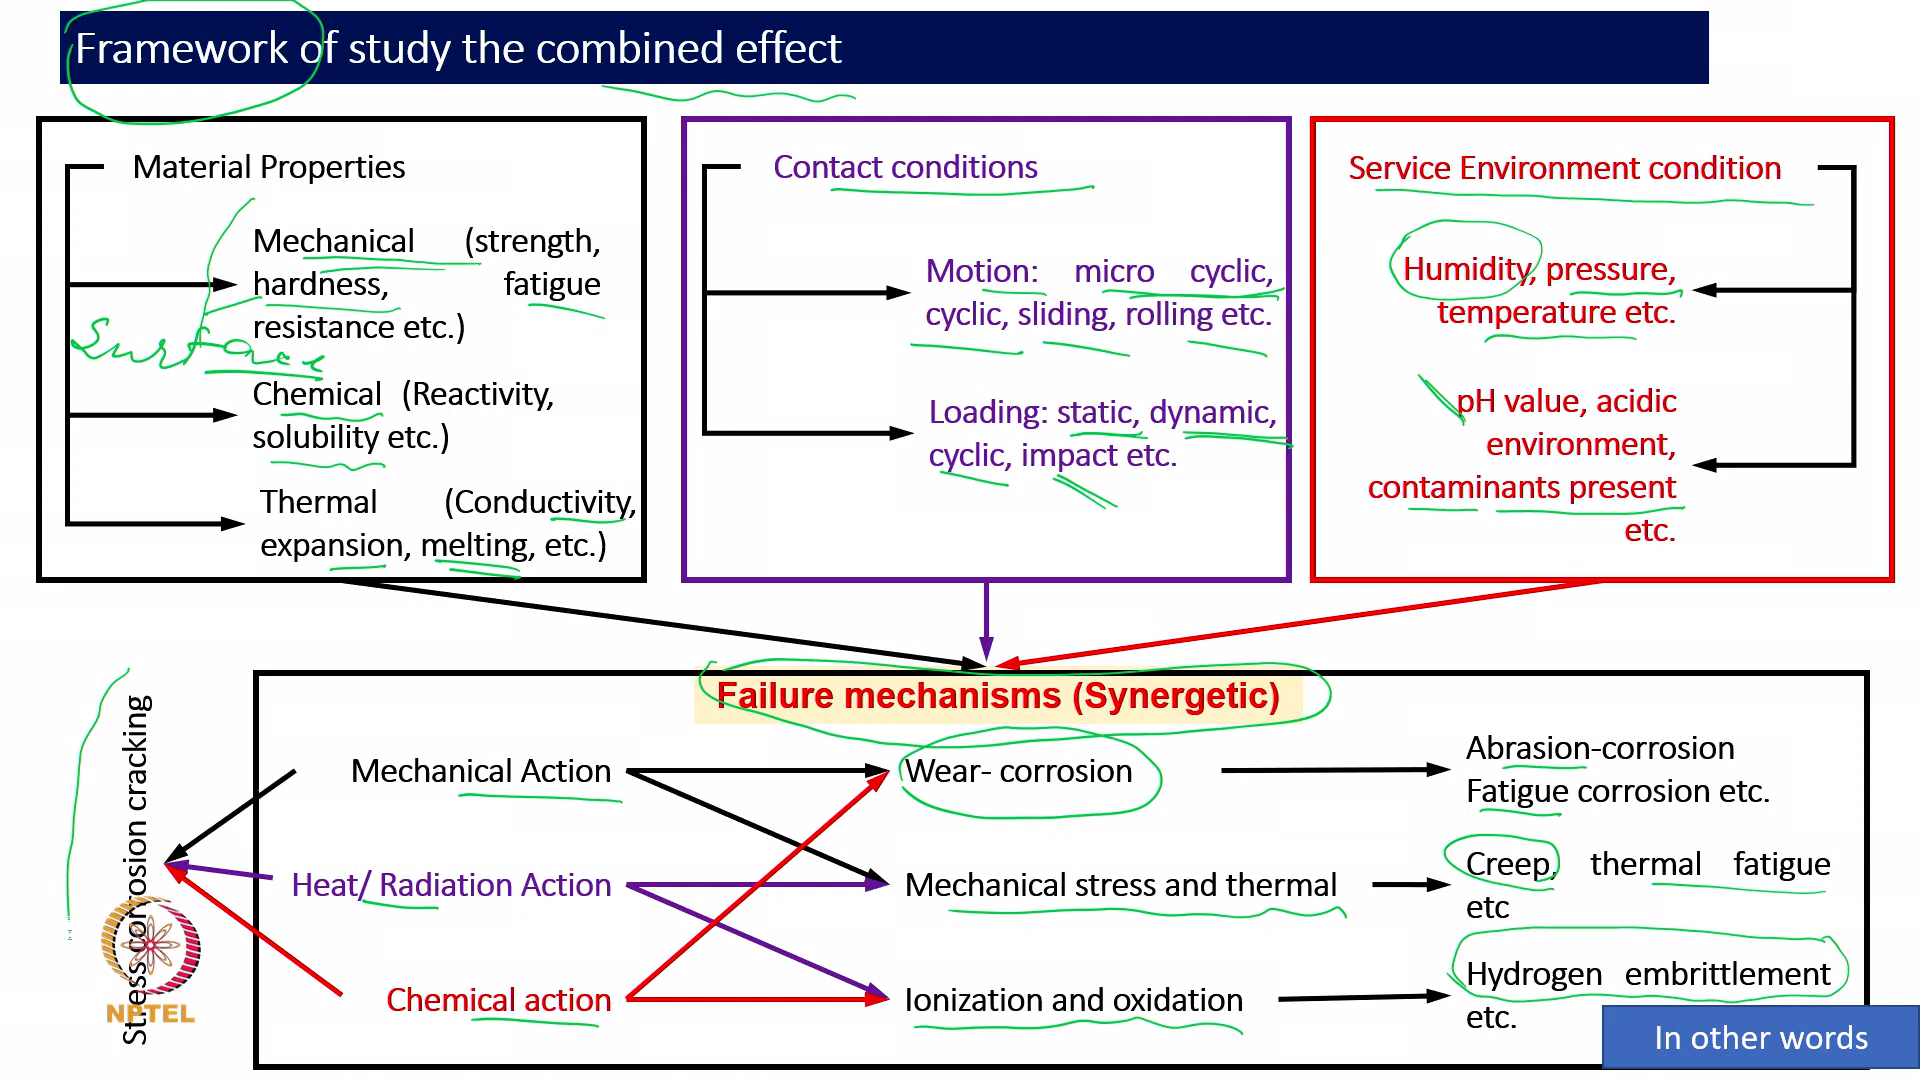 Framework of study the combined effect
Material Properties
Mechanical (strength,
hardness, fatigue
resistance etc.)
Surface
Chemical (Reactivity,
solubility etc.)
Thermal (Conductivity,
expansion, melting, etc.)
Contact conditions
Motion: micro cyclic,
cyclic, sliding, rolling etc.
Loading: static, dynamic,
cyclic, impact etc.
Service Environment condition
Humidity, pressure,
temperature etc.
pH value, acidic
environment,
contaminants present
etc.
Failure mechanisms (Synergetic)
Stress corrosion cracking
Mechanical Action
Heat/ Radiation Action
Chemical action
Wear- corrosion
Mechanical stress and thermal
Ionization and oxidation
Abrasion-corrosion
Fatigue corrosion etc.
Creep, thermal fatigue
etc
Hydrogen embrittlement
etc.
NPTEL
In other words